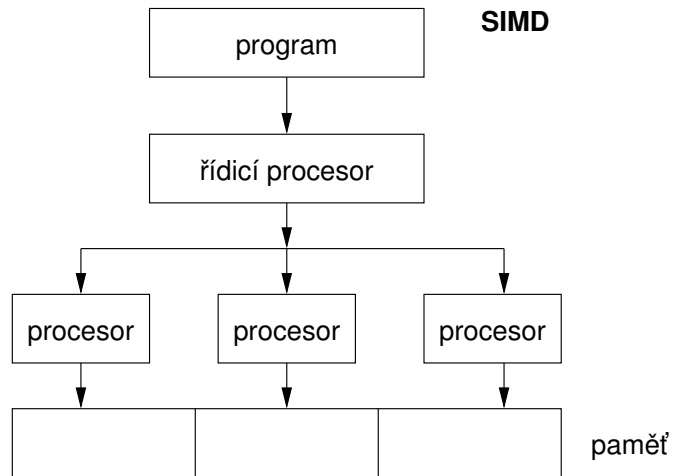 SIMD
program
řídicí procesor
procesor procesor procesor
paměť